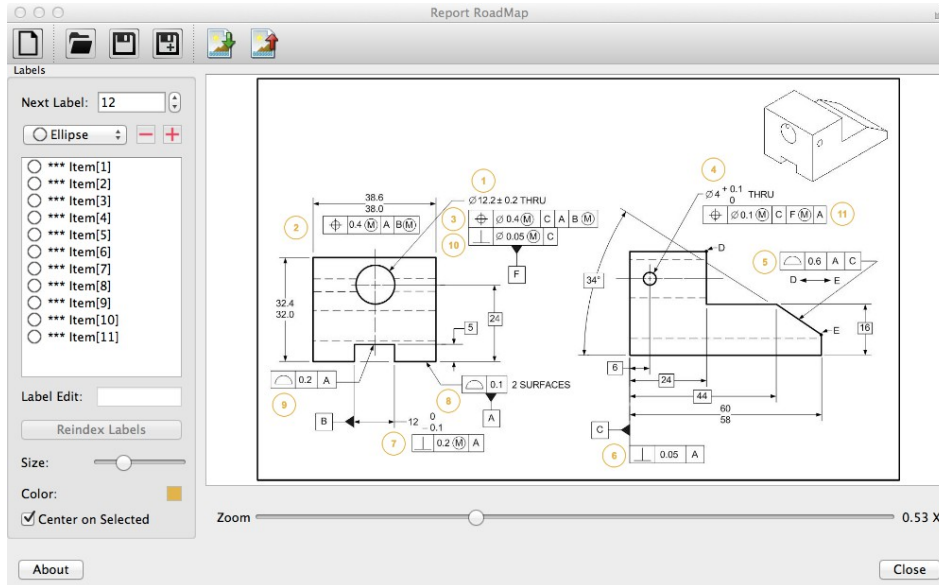 Report RoadMap
Labels
Next Label: 12
Ellipse
*** Item[1]
*** Item[2]
*** Item[3]
*** Item[4]
*** Item[5]
*** Item[6]
*** Item[7]
*** Item[8]
*** Item[9]
*** Item[10]
*** Item[11]
Label Edit:
Reindex Labels
Size:
Color:
Center on Selected
About
1
⌀12.2± 0.2 THRU
38.6
38.0
2
⌖ 0.4 Ⓜ A B Ⓜ
3
⌖ ⌀ 0.4 Ⓜ C A B Ⓜ
10
⊥ ⌀ 0.05 Ⓜ C
F
32.4
32.0
24
5
⌓ 0.2 A
9
⌓ 0.1 2 SURFACES
8
A
B
12 0
-0.1
7
⊥ 0.2 Ⓜ A
4
⌀4 + 0.1 THRU
0
⌖ ⌀ 0.1 Ⓜ C F Ⓜ A
11
D
5
⌓ 0.6 A C
D ↔ E
34°
E
16
6
24
44
60
58
C
6
⊥ 0.05 A
Zoom
0.53 X
Close